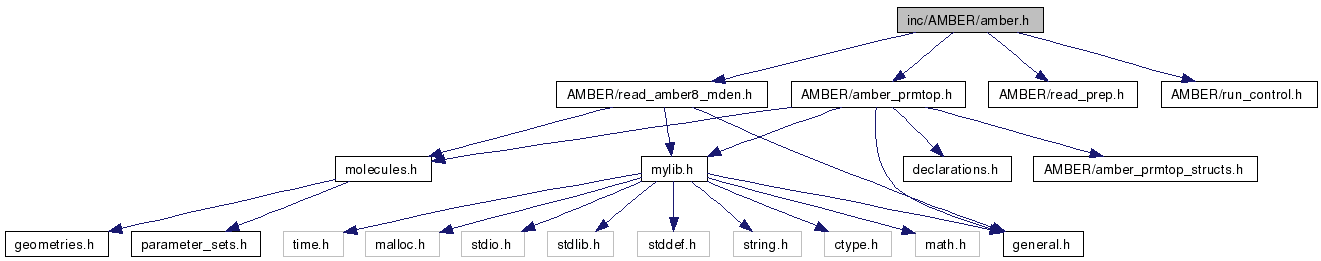 inc/AMBER/amber.h
AMBER/read_amber8_mden.h
AMBER/amber_prmtop.h
AMBER/read_prep.h
AMBER/run_control.h
molecules.h
mylib.h
declarations.h
AMBER/amber_prmtop_structs.h
geometries.h
parameter_sets.h
time.h
malloc.h
stdio.h
stdlib.h
stddef.h
string.h
ctype.h
math.h
general.h